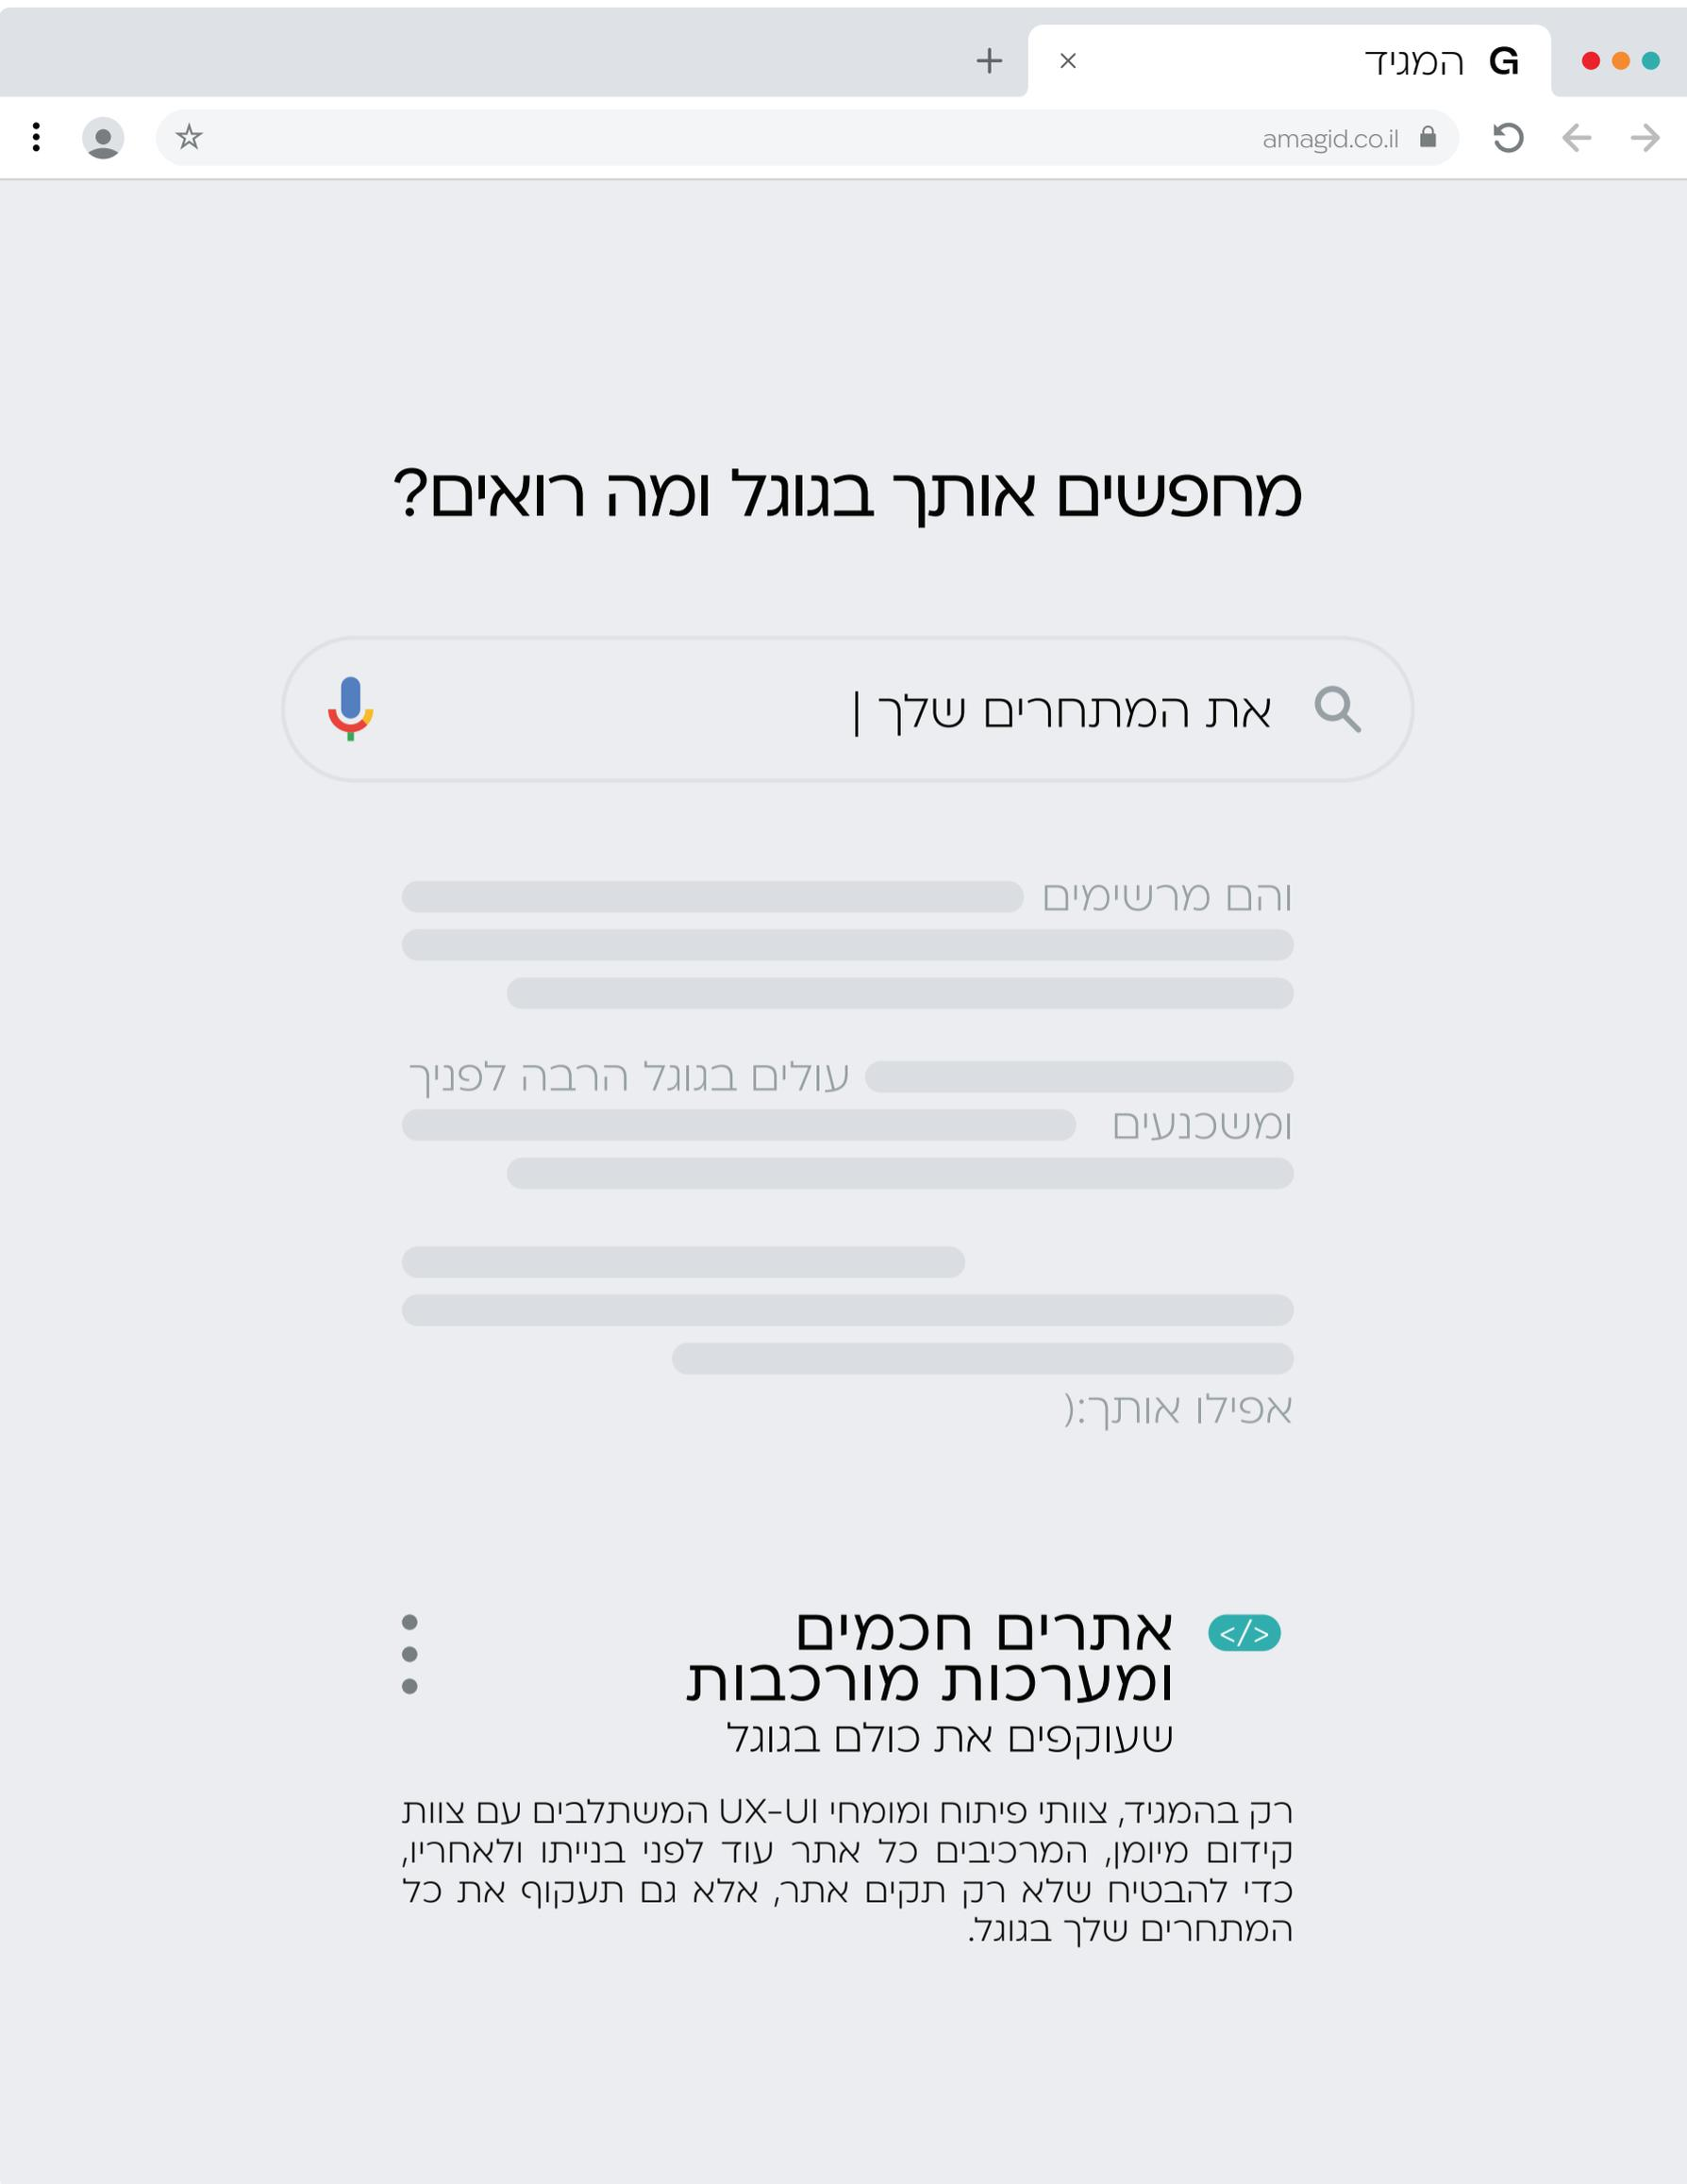 G המגיד
amagid.co.il
מחפשים אותך בגוגל ומה רואים?
את המתחרים שלך |
והם מרשימים
עולים בגוגל הרבה לפניך
ומשכנעים
אפילו אותך:(
</>
אתרים חכמים
ומערכות מורכבות
שעוקפים את כולם בגוגל
רק בהמגיד, צוותי פיתוח ומומחי UX-UI המשתלבים עם צוות
קידום מיומן, המרכיבים כל אתר עוד לפני בנייתו ולאחריו,
כדי להבטיח שלא רק תקים אתר, אלא גם תעקוף את כל
המתחרים שלך בגוגל.